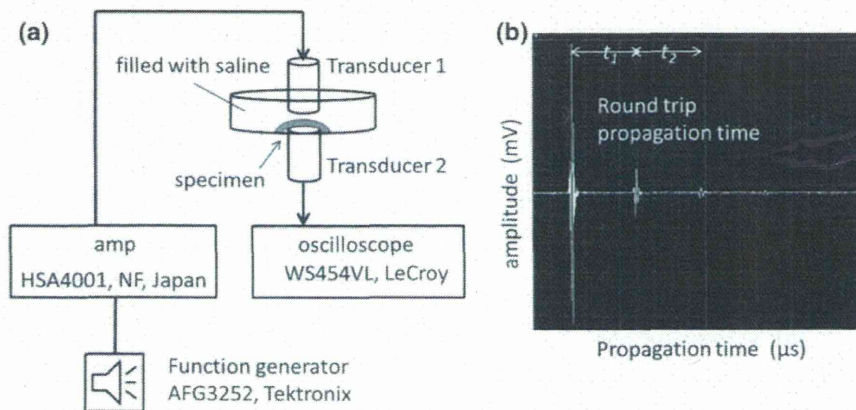 (a)
filled with saline
Transducer 1
Transducer 2
specimen
amp
HSA4001, NF, Japan
oscilloscope
WS454VL, LeCroy
Function generator
AFG3252, Tektronix
(b)
t1
t2
Round trip
propagation time
amplitude (mV)
Propagation time (μs)